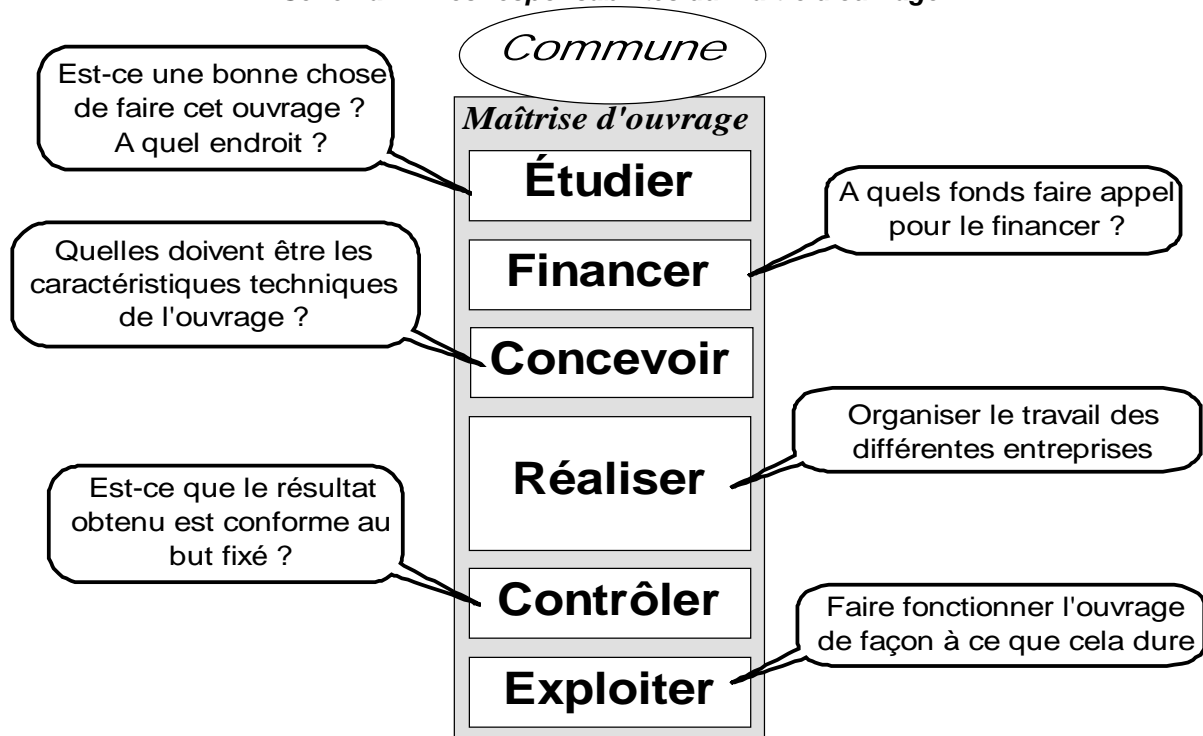 Commune
Maîtrise d'ouvrage
Est-ce une bonne chose
de faire cet ouvrage ?
A quel endroit ?
Étudier
A quels fonds faire appel
pour le financer ?
Financer
Quelles doivent être les
caractéristiques techniques
de l'ouvrage ?
Concevoir
Organiser le travail des
différentes entreprises
Réaliser
Est-ce que le résultat
obtenu est conforme au
but fixé ?
Contrôler
Faire fonctionner l'ouvrage
de façon à ce que cela dure
Exploiter